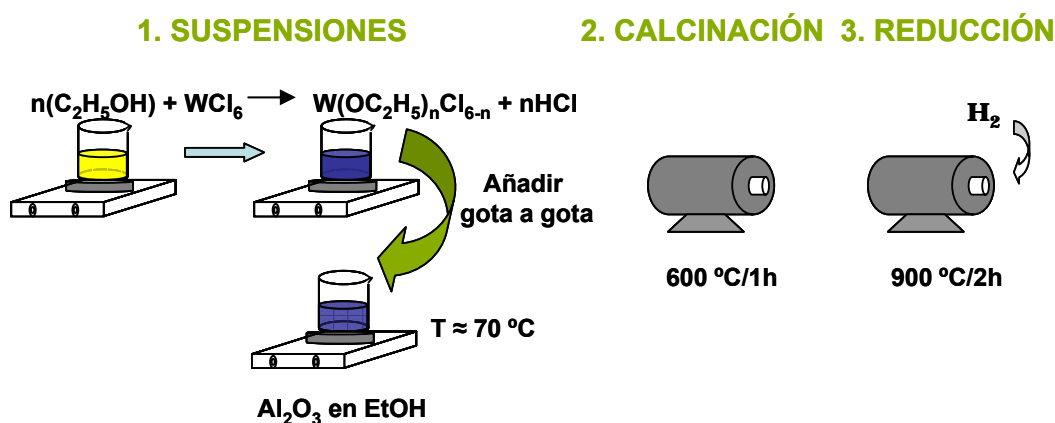 1. SUSPENSIONES
2. CALCINACIÓN
3. REDUCCIÓN
n(C₂H₅OH) + WCl₆ → W(OC₂H₅)ₙCl₆₋ₙ + nHCl
Añadir
gota a gota
T ≈ 70 ºC
Al₂O₃ en EtOH
600 ºC/1h
H₂
900 ºC/2h